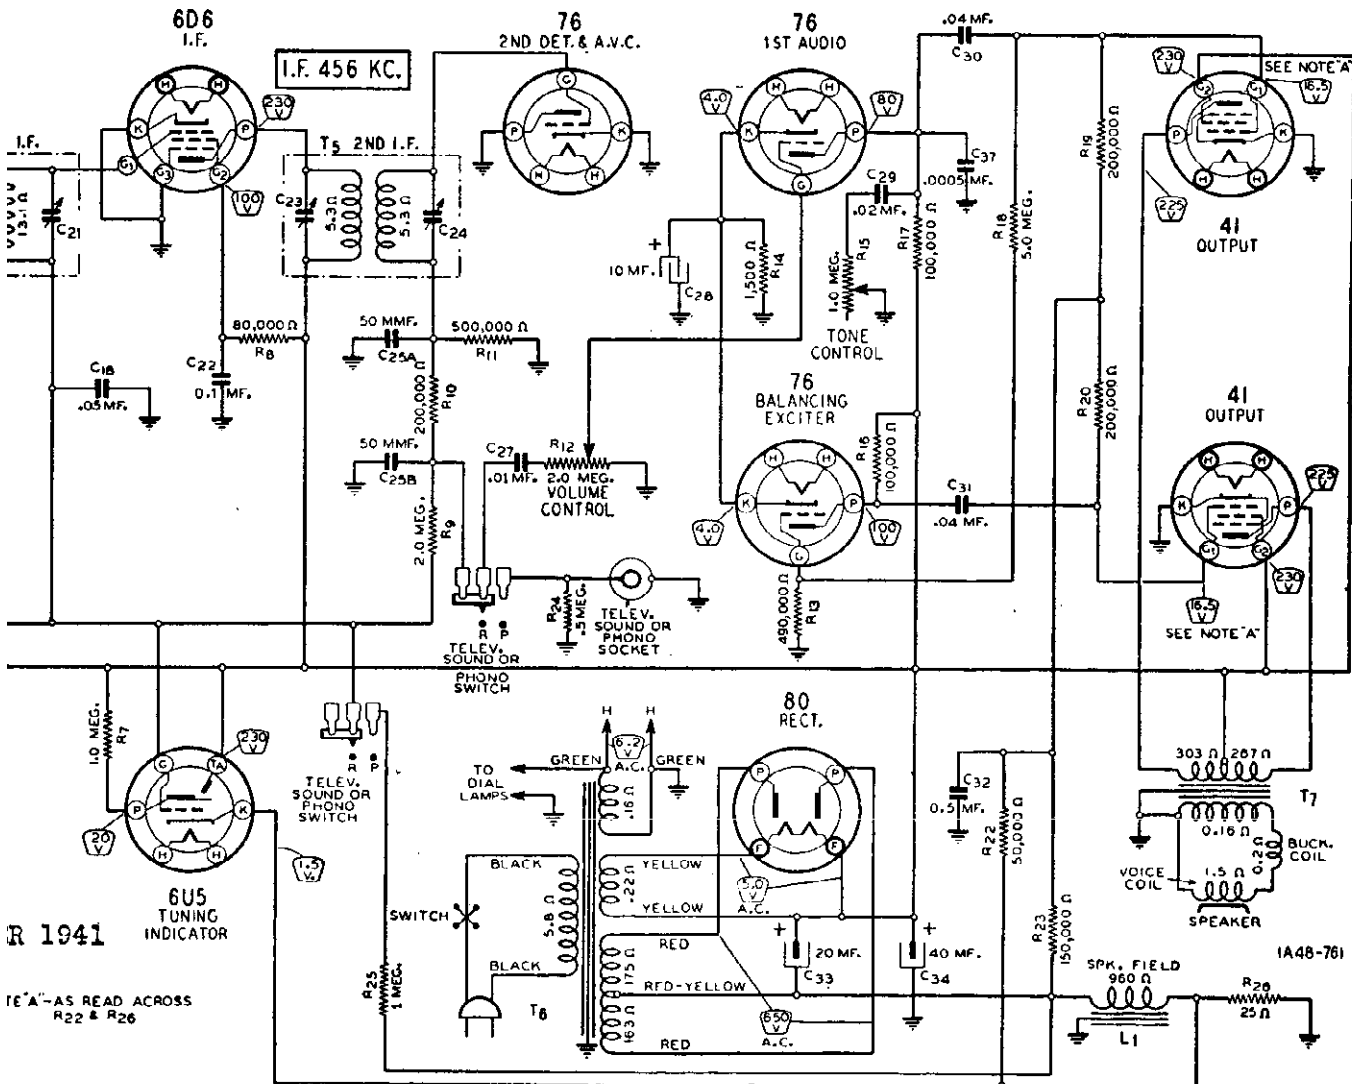 6D6
I.F.
I.F. 456 KC.
76
2ND DET. & A.V.C.
76
1ST AUDIO
.04 MF.
C30
230 V
SEE NOTE "A"
16.5 V
G2
G1
H
H
K
P
G1
G3
G2
230 V
100 V
G
P
K
H
H
4.0 V
H
H
K
P
G
80 V
P
K
H
H
225 V
41
OUTPUT
I.F.
13.1 Ω
C21
T5 2ND I.F.
C23
5.3 Ω
5.3 Ω
C24
C37
.0005 MF.
C29
.02 MF.
R15
1.0 MEG.
TONE
CONTROL
R17
100,000 Ω
R18
5.0 MEG.
R19
200,000 Ω
10 MF.
+
C28
1,500 Ω
R14
80,000 Ω
R8
C22
0.1 MF.
C18
.05 MF.
50 MMF.
C25A
500,000 Ω
R11
200,000 Ω
R10
50 MMF.
C25B
2.0 MEG.
R9
C27
.01 MF.
R12
2.0 MEG.
VOLUME
CONTROL
76
BALANCING
EXCITER
H
H
K
P
G
4.0 V
100 V
R16
100,000 Ω
C31
.04 MF.
R20
200,000 Ω
41
OUTPUT
H
H
K
P
G1
G2
225 V
230 V
16.5 V
SEE NOTE "A"
490,000 Ω
R13
R24
.5 MEG.
TELEV.
SOUND OR
PHONO
SOCKET
R P
TELEV.
SOUND OR
PHONO
SWITCH
1.0 MEG.
R7
G
TA
P
K
H
H
230 V
20 V
1.5 V.
6U5
TUNING
INDICATOR
R P
TELEV.
SOUND OR
PHONO
SWITCH
R25
1 MEG.
H
H
6.2 V
A.C.
GREEN
GREEN
TO
DIAL
LAMPS
.16 Ω
80
RECT.
P
P
F
F
BLACK
SWITCH
BLACK
5.8 Ω
T6
YELLOW
.22 Ω
YELLOW
5.0 V
A.C.
RED
175 Ω
RED-YELLOW
163 Ω
RED
650 V
A.C.
+
20 MF.
C33
+
40 MF.
C34
C32
0.5 MF.
R22
50,000 Ω
R23
150,000 Ω
303 Ω
267 Ω
T7
0.16 Ω
0.2 Ω
BUCK.
COIL
VOICE
COIL
1.5 Ω
SPEAKER
SPK. FIELD
960 Ω
L1
R26
25 Ω
1A48-761
R 1941
TE "A"-AS READ ACROSS
R22 & R26